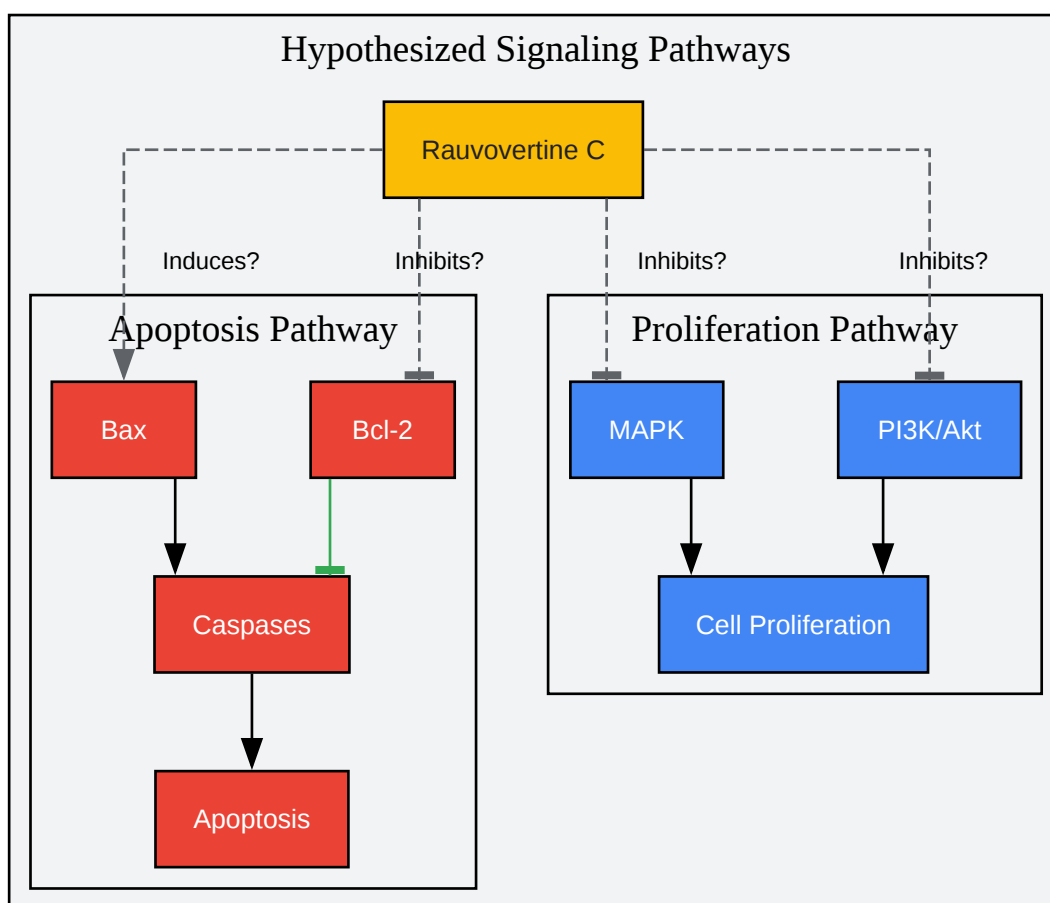 Hypothesized Signaling Pathways
Rauvovertine C
Induces?
Inhibits?
Inhibits?
Inhibits?
Apoptosis Pathway
Proliferation Pathway
Bax
Bcl-2
MAPK
PI3K/Akt
Caspases
Cell Proliferation
Apoptosis